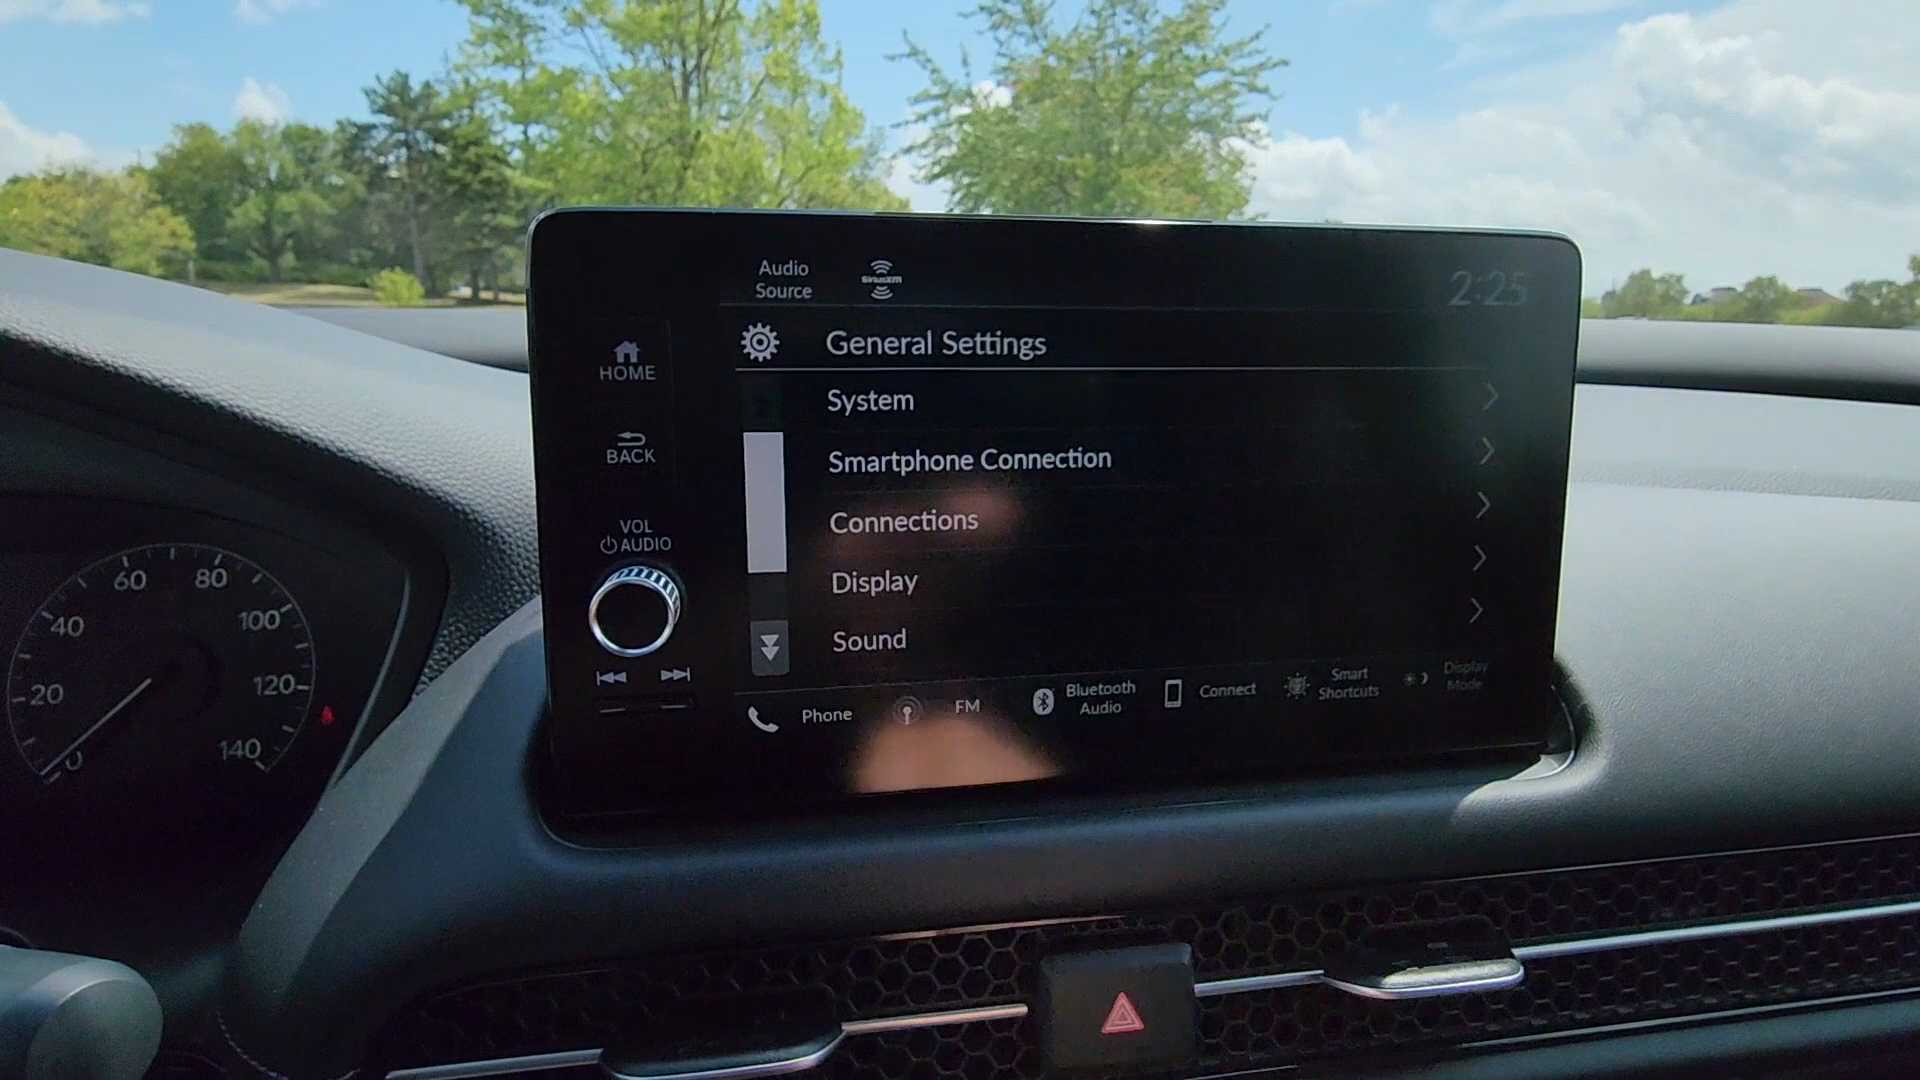 Audio
Source
SiriusXM
2:25
HOME
General Settings
System
BACK
Smartphone Connection
Connections
VOL
AUDIO
Display
Sound
Phone
FM
Bluetooth
Audio
Connect
Smart
Shortcuts
Display
Mode
0
20
40
60
80
100
120
140